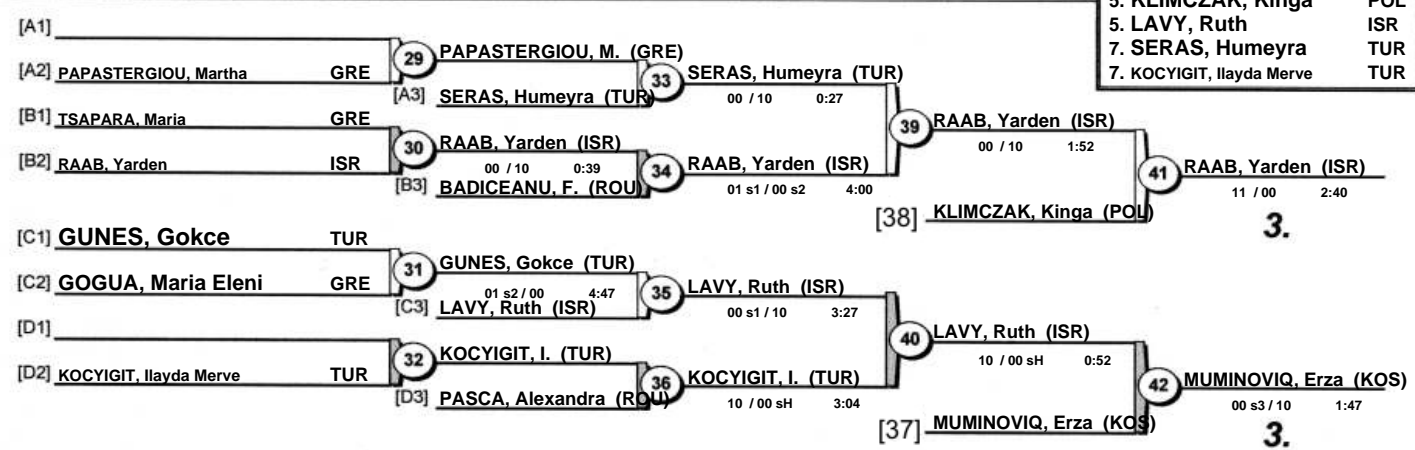 5. KLIMCZAK, Kinga POL
5. LAVY, Ruth ISR
7. SERAS, Humeyra TUR
7. KOCYIGIT, Ilayda Merve TUR
[A1]
29 PAPASTERGIOU, M. (GRE)
[A2] PAPASTERGIOU, Martha GRE
33 SERAS, Humeyra (TUR)
[A3] SERAS, Humeyra (TUR)
00 / 10 0:27
[B1] TSAPARA, Maria GRE
39 RAAB, Yarden (ISR)
30 RAAB, Yarden (ISR)
00 / 10 1:52
[B2] RAAB, Yarden ISR
00 / 10 0:39
34 RAAB, Yarden (ISR)
41 RAAB, Yarden (ISR)
[B3] BADICEANU, F. (ROU)
01 s1 / 00 s2 4:00
11 / 00 2:40
[38] KLIMCZAK, Kinga (POL)
3.
[C1] GUNES, Gokce TUR
31 GUNES, Gokce (TUR)
[C2] GOGUA, Maria Eleni GRE
01 s2 / 00 4:47
35 LAVY, Ruth (ISR)
[C3] LAVY, Ruth (ISR)
00 s1 / 10 3:27
[D1]
40 LAVY, Ruth (ISR)
32 KOCYIGIT, I. (TUR)
10 / 00 sH 0:52
[D2] KOCYIGIT, Ilayda Merve TUR
36 KOCYIGIT, I. (TUR)
42 MUMINOVIQ, Erza (KOS)
[D3] PASCA, Alexandra (ROU)
10 / 00 sH 3:04
00 s3 / 10 1:47
[37] MUMINOVIQ, Erza (KOS)
3.